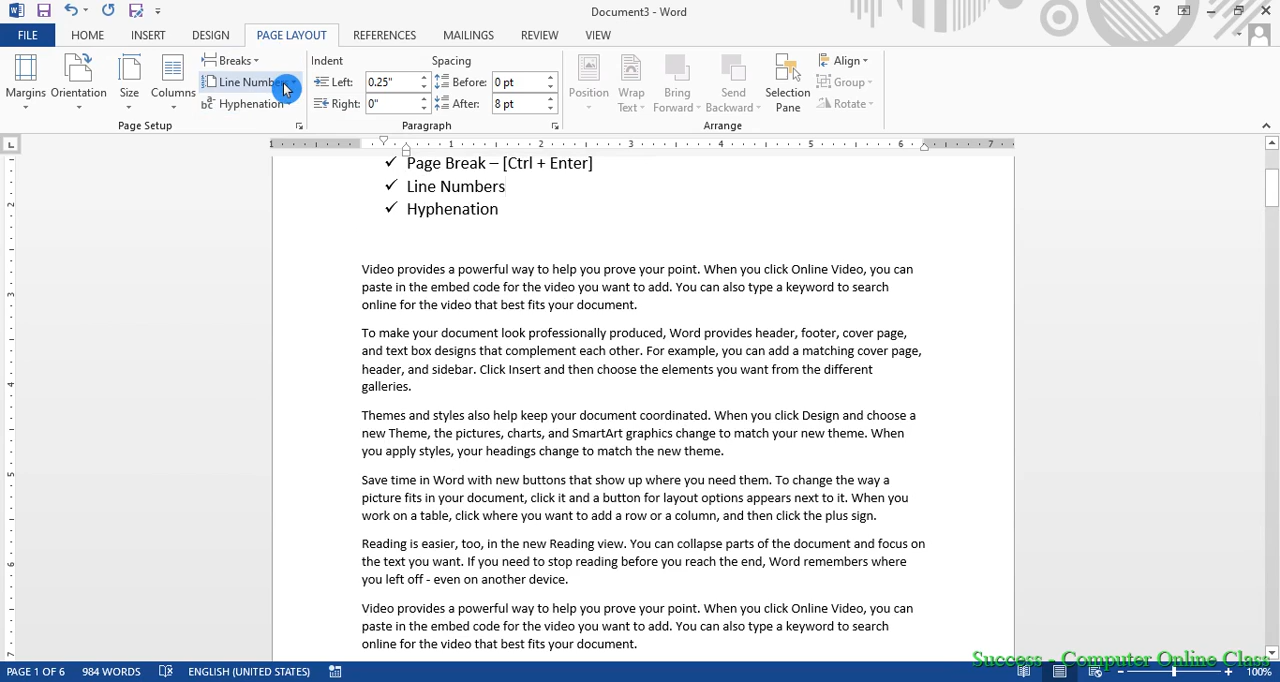 Document3 - Word
FILE HOME INSERT DESIGN PAGE LAYOUT REFERENCES MAILINGS REVIEW VIEW
Margins Orientation Size Columns
Breaks
Line Number
Hyphenation
Page Setup
Indent
Left: 0.25"
Right: 0"
Spacing
Before: 0 pt
After: 8 pt
Paragraph
Position
Wrap Text
Bring Forward
Send Backward
Selection Pane
Align
Group
Rotate
Arrange
1 1 2 3 4 5 6 7
2
3
4
5
6
7
✓ Page Break – [Ctrl + Enter]
✓ Line Numbers
✓ Hyphenation
Video provides a powerful way to help you prove your point. When you click Online Video, you can
paste in the embed code for the video you want to add. You can also type a keyword to search
online for the video that best fits your document.
To make your document look professionally produced, Word provides header, footer, cover page,
and text box designs that complement each other. For example, you can add a matching cover page,
header, and sidebar. Click Insert and then choose the elements you want from the different
galleries.
Themes and styles also help keep your document coordinated. When you click Design and choose a
new Theme, the pictures, charts, and SmartArt graphics change to match your new theme. When
you apply styles, your headings change to match the new theme.
Save time in Word with new buttons that show up where you need them. To change the way a
picture fits in your document, click it and a button for layout options appears next to it. When you
work on a table, click where you want to add a row or a column, and then click the plus sign.
Reading is easier, too, in the new Reading view. You can collapse parts of the document and focus on
the text you want. If you need to stop reading before you reach the end, Word remembers where
you left off - even on another device.
Video provides a powerful way to help you prove your point. When you click Online Video, you can
paste in the embed code for the video you want to add. You can also type a keyword to search
online for the video that best fits your document.
Success - Computer Online Class
PAGE 1 OF 6 984 WORDS ENGLISH (UNITED STATES) 100%